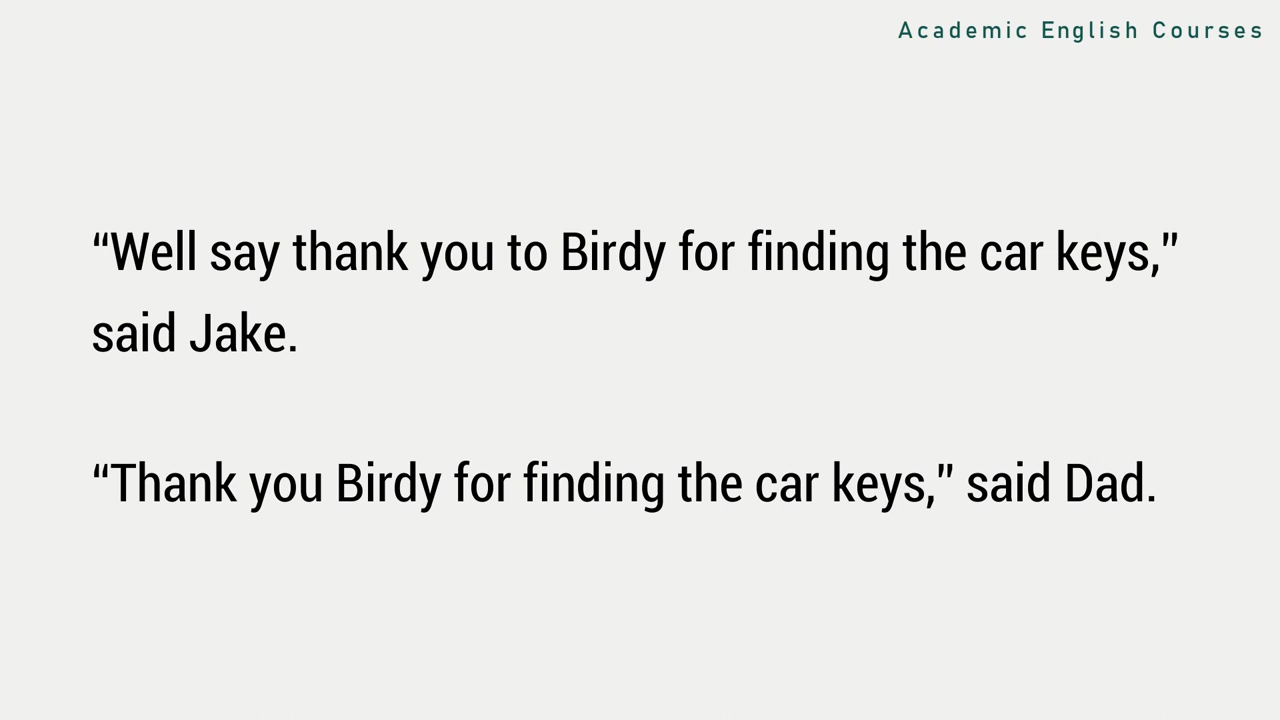 Academic English Courses
“Well say thank you to Birdy for finding the car keys,”
said Jake.
“Thank you Birdy for finding the car keys,” said Dad.